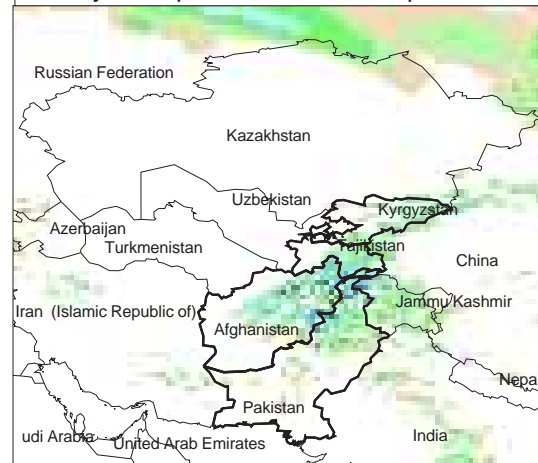 Russian Federation
Kazakhstan
Uzbekistan
Kyrgyzstan
Azerbaijan
Turkmenistan
Tajikistan
China
Iran (Islamic Republic of)
Jammu Kashmir
Afghanistan
Nepa
Pakistan
udi Arabia
United Arab Emirates
India